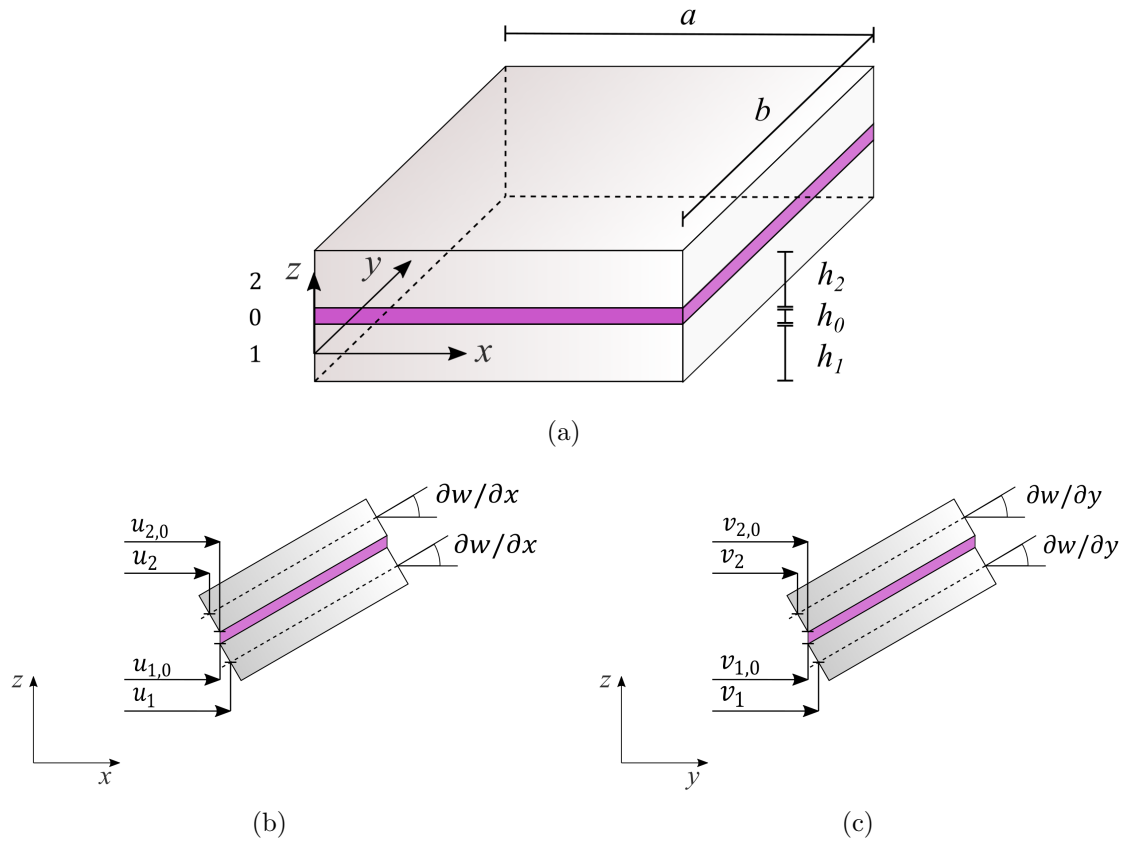 a
b
2
z
y
h2
0
h0
1
x
h1
(a)
∂w/∂x
u2,0
∂w/∂x
u2
u1,0
z
u1
x
(b)
∂w/∂y
v2,0
∂w/∂y
v2
v1,0
z
v1
y
(c)